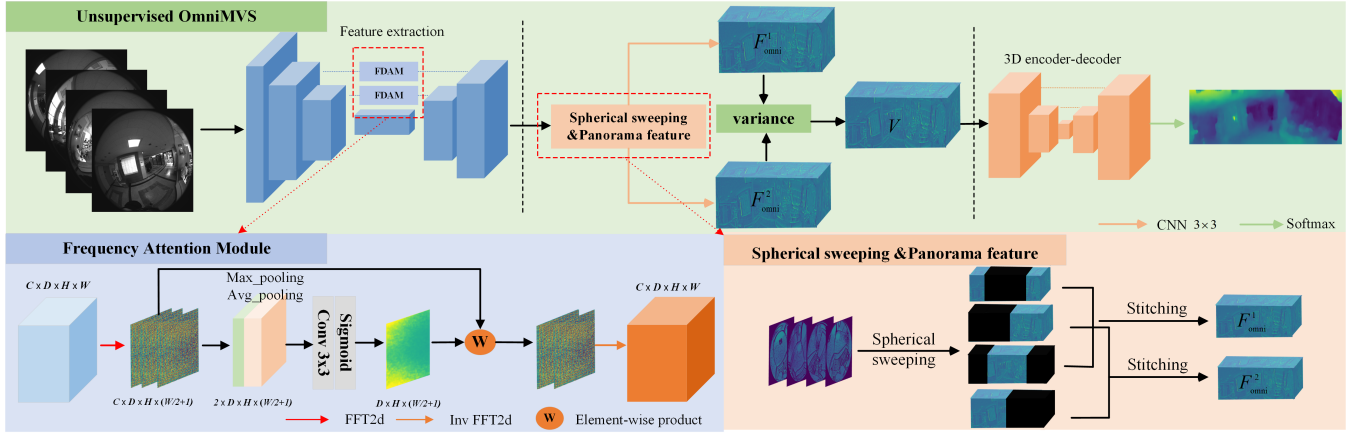 Unsupervised OmniMVS
Feature extraction
FDAM
FDAM
Spherical sweeping
&Panorama feature
F¹omni
variance
F²omni
V
3D encoder-decoder
CNN 3×3
Softmax
Frequency Attention Module
C × D × H × W
Max_pooling
Avg_pooling
Sigmoid
Conv 3x3
W
C × D × H × W
C × D × H × (W/2+1)
2 × D × H × (W/2+1)
D × H × (W/2+1)
FFT2d
Inv FFT2d
W
Element-wise product
Spherical sweeping &Panorama feature
Spherical
sweeping
Stitching
F¹omni
Stitching
F²omni